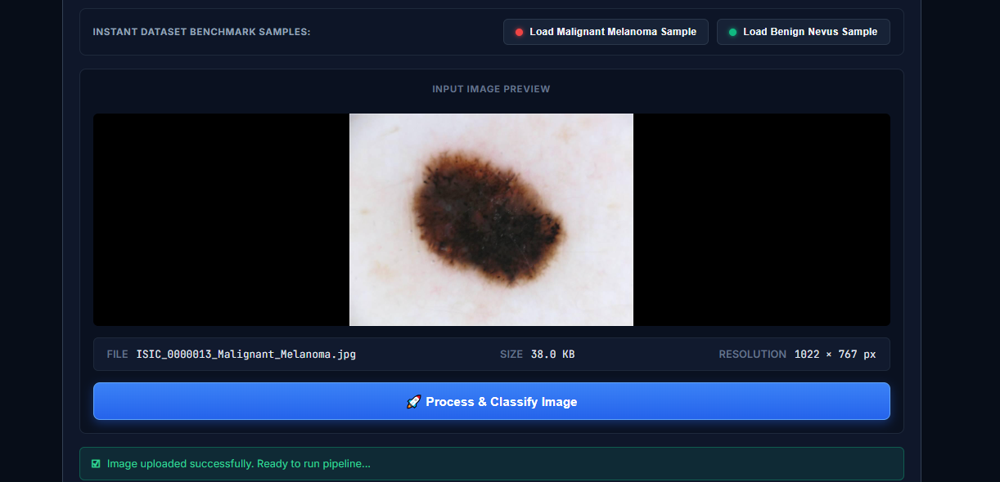 INSTANT DATASET BENCHMARK SAMPLES:
Load Malignant Melanoma Sample
Load Benign Nevus Sample
INPUT IMAGE PREVIEW
FILE ISIC_0000013_Malignant_Melanoma.jpg
SIZE 38.0 KB
RESOLUTION 1022 × 767 px
🚀 Process & Classify Image
☑ Image uploaded successfully. Ready to run pipeline...